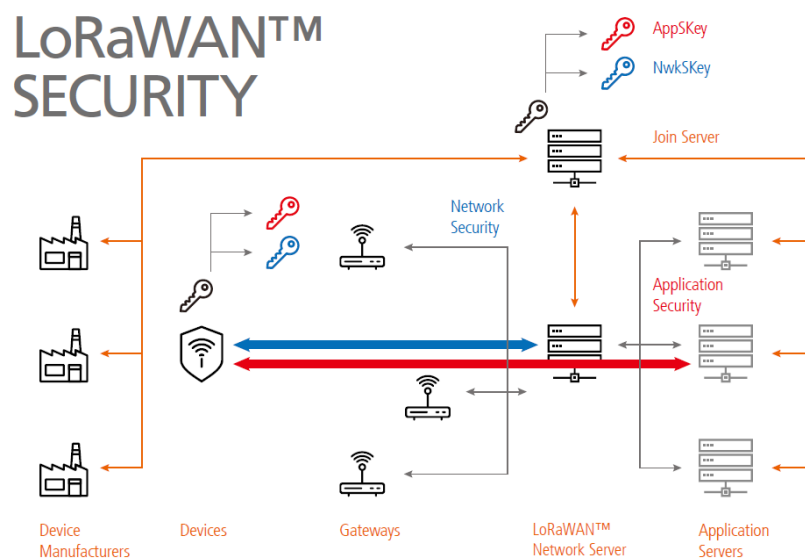 LoRaWAN™
SECURITY
AppSKey
NwkSKey
Join Server
Network
Security
Application
Security
Device
Manufacturers
Devices
Gateways
LoRaWAN™
Network Server
Application
Servers